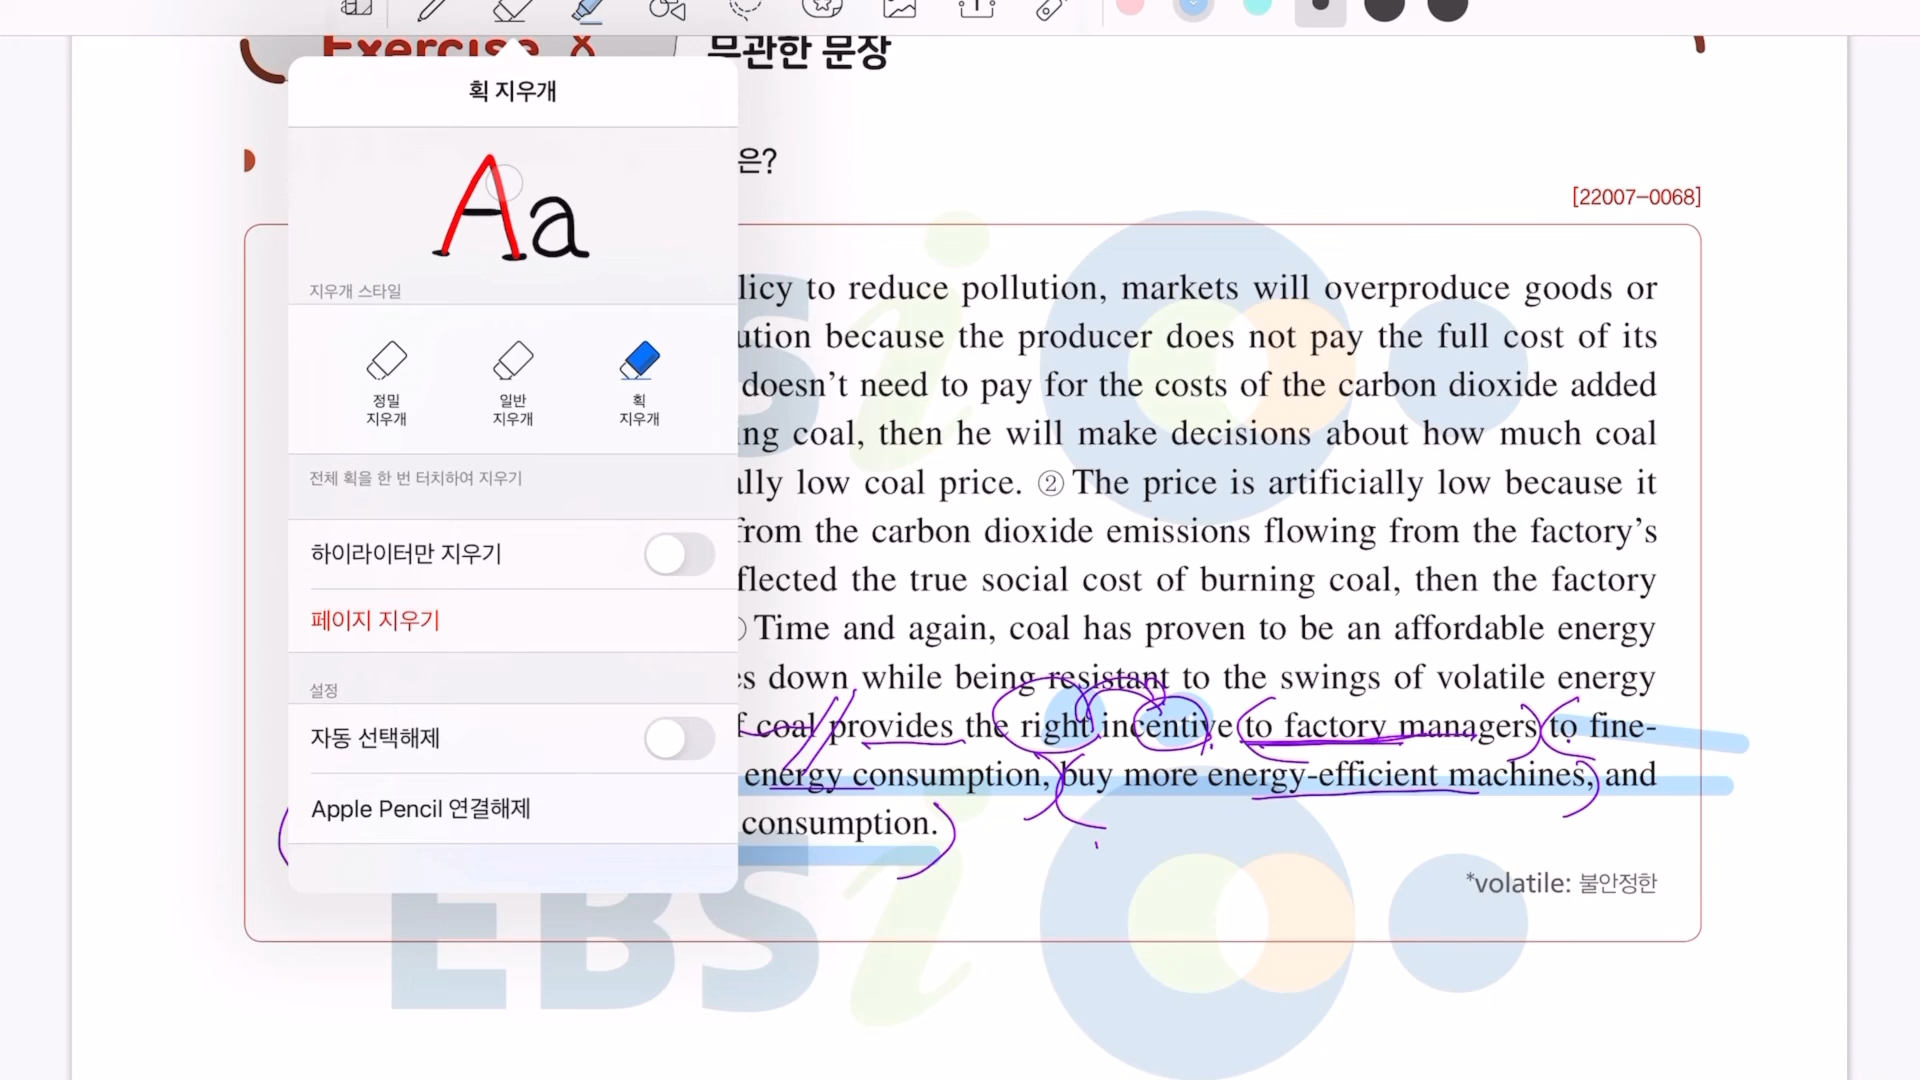 Exercise 8
무관한 문장
획 지우개
은?
[22007-0068]
Aa
지우개 스타일
정밀 지우개
일반 지우개
획 지우개
전체 획을 한 번 터치하여 지우기
하이라이터만 지우기
페이지 지우기
설정
자동 선택해제
Apple Pencil 연결해제
licy to reduce pollution, markets will overproduce goods or
ution because the producer does not pay the full cost of its
doesn't need to pay for the costs of the carbon dioxide added
ing coal, then he will make decisions about how much coal
ally low coal price. ② The price is artificially low because it
from the carbon dioxide emissions flowing from the factory's
flected the true social cost of burning coal, then the factory
Time and again, coal has proven to be an affordable energy
es down while being resistant to the swings of volatile energy
f coal provides the right incentive to factory managers to fine-
energy consumption, buy more energy-efficient machines, and
consumption.
*volatile: 불안정한
EBSi